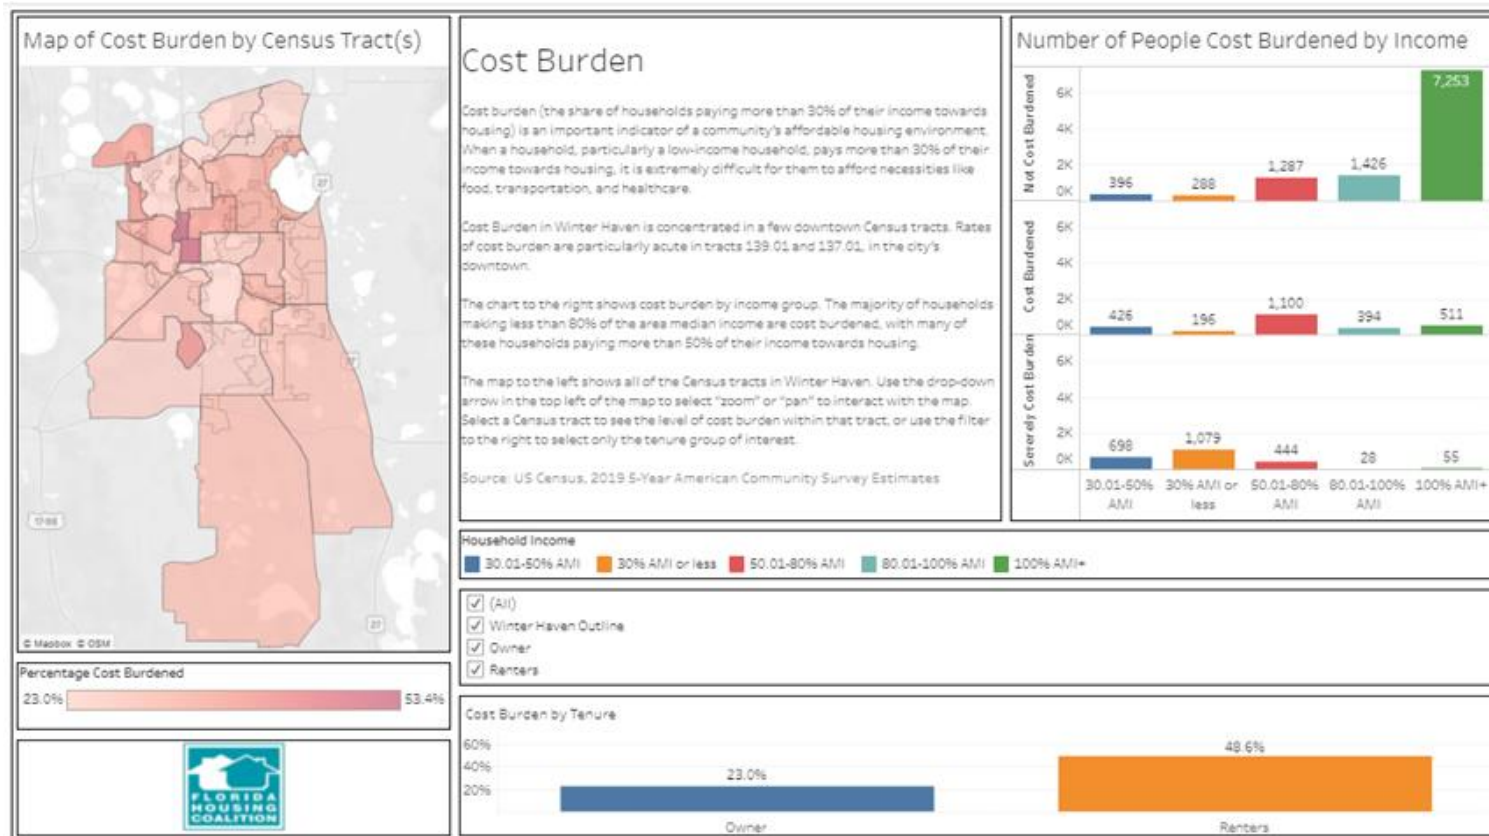 Map of Cost Burden by Census Tract(s)
27
27
17-98
27
© Mapbox © OSM
Percentage Cost Burdened
23.0%
53.4%
FLORIDA
HOUSING
COALITION
Cost Burden
Cost burden (the share of households paying more than 30% of their income towards
housing) is an important indicator of a community's affordable housing environment.
When a household, particularly a low-income household, pays more than 30% of their
income towards housing, it is extremely difficult for them to afford necessities like
food, transportation, and healthcare.
Cost Burden in Winter Haven is concentrated in a few downtown Census tracts. Rates
of cost burden are particularly acute in tracts 139.01 and 137.01, in the city's
downtown.
The chart to the right shows cost burden by income group. The majority of households
making less than 80% of the area median income are cost burdened, with many of
these households paying more than 50% of their income towards housing.
The map to the left shows all of the Census tracts in Winter Haven. Use the drop-down
arrow in the top left of the map to select "zoom" or "pan" to interact with the map.
Select a Census tract to see the level of cost burden within that tract, or use the filter
to the right to select only the tenure group of interest.
Source: US Census, 2019 5-Year American Community Survey Estimates
Number of People Cost Burdened by Income
Not Cost Burdened
6K
4K
2K
0K
396
288
1,287
1,426
7,253
Cost Burdened
6K
4K
2K
0K
426
196
1,100
394
511
Severely Cost Burden
6K
4K
2K
0K
698
1,079
444
28
55
30.01-50% 30% AMI or 50.01-80% 80.01-100% 100% AMI+
AMI less AMI AMI
Household Income
30.01-50% AMI 30% AMI or less 50.01-80% AMI 80.01-100% AMI 100% AMI+
(All)
Winter Haven Outline
Owner
Renters
Cost Burden by Tenure
60%
40%
20%
23.0%
48.6%
Owner
Renters